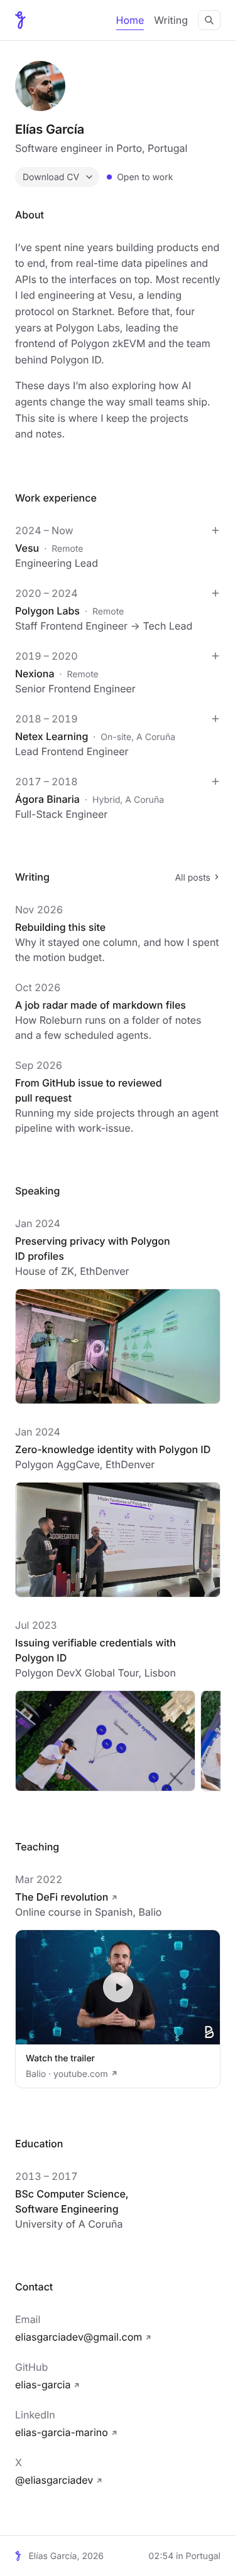 Home
Writing
Elías García
Software engineer in Porto, Portugal
Download CV
Open to work
About
I've spent nine years building products end
to end, from real-time data pipelines and
APIs to the interfaces on top. Most recently
I led engineering at Vesu, a lending
protocol on Starknet. Before that, four
years at Polygon Labs, leading the
frontend of Polygon zkEVM and the team
behind Polygon ID.
These days I'm also exploring how AI
agents change the way small teams ship.
This site is where I keep the projects
and notes.
Work experience
2024 – Now
Vesu · Remote
Engineering Lead
2020 – 2024
Polygon Labs · Remote
Staff Frontend Engineer → Tech Lead
2019 – 2020
Nexiona · Remote
Senior Frontend Engineer
2018 – 2019
Netex Learning · On-site, A Coruña
Lead Frontend Engineer
2017 – 2018
Ágora Binaria · Hybrid, A Coruña
Full-Stack Engineer
Writing
All posts
Nov 2026
Rebuilding this site
Why it stayed one column, and how I spent
the motion budget.
Oct 2026
A job radar made of markdown files
How Roleburn runs on a folder of notes
and a few scheduled agents.
Sep 2026
From GitHub issue to reviewed
pull request
Running my side projects through an agent
pipeline with work-issue.
Speaking
Jan 2024
Preserving privacy with Polygon
ID profiles
House of ZK, EthDenver
Jan 2024
Zero-knowledge identity with Polygon ID
Polygon AggCave, EthDenver
Main features of Polygon ID
Jul 2023
Issuing verifiable credentials with
Polygon ID
Polygon DevX Global Tour, Lisbon
Traditional identity systems
Teaching
Mar 2022
The DeFi revolution ↗
Online course in Spanish, Balio
Watch the trailer
Balio · youtube.com ↗
Education
2013 – 2017
BSc Computer Science,
Software Engineering
University of A Coruña
Contact
Email
eliasgarciadev@gmail.com ↗
GitHub
elias-garcia ↗
LinkedIn
elias-garcia-marino ↗
X
@eliasgarciadev ↗
Elías García, 2026
02:54 in Portugal